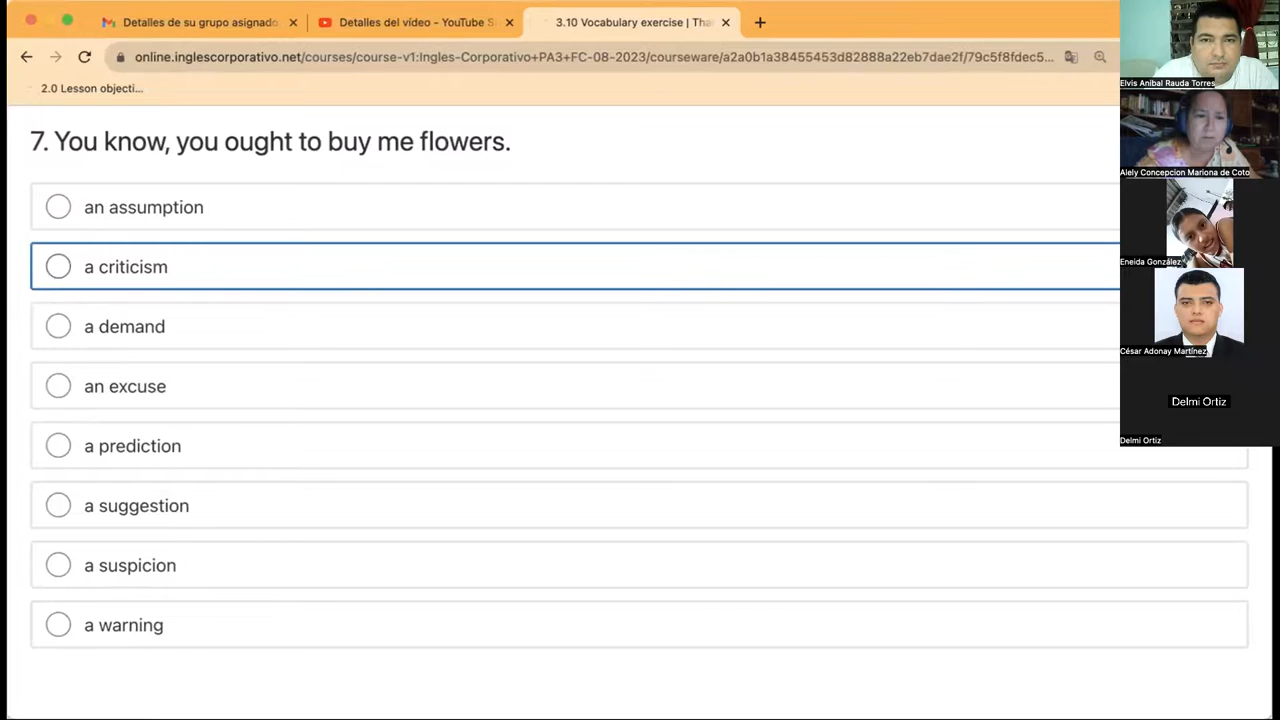 Detalles de su grupo asignado
Detalles del vídeo - YouTube S
3.10 Vocabulary exercise | Tha
online.inglescorporativo.net/courses/course-v1:Ingles-Corporativo+PA3+FC-08-2023/courseware/a2a0b1a38455453d82888a22eb7dae2f/79c5f8fdec5...
2.0 Lesson objecti...
7. You know, you ought to buy me flowers.
an assumption
a criticism
a demand
an excuse
a prediction
a suggestion
a suspicion
a warning
Elvis Anibal Rauda Torres
Alely Concepcion Mariona de Coto
Eneida González
César Adonay Martínez
Delmi Ortiz
Delmi Ortiz